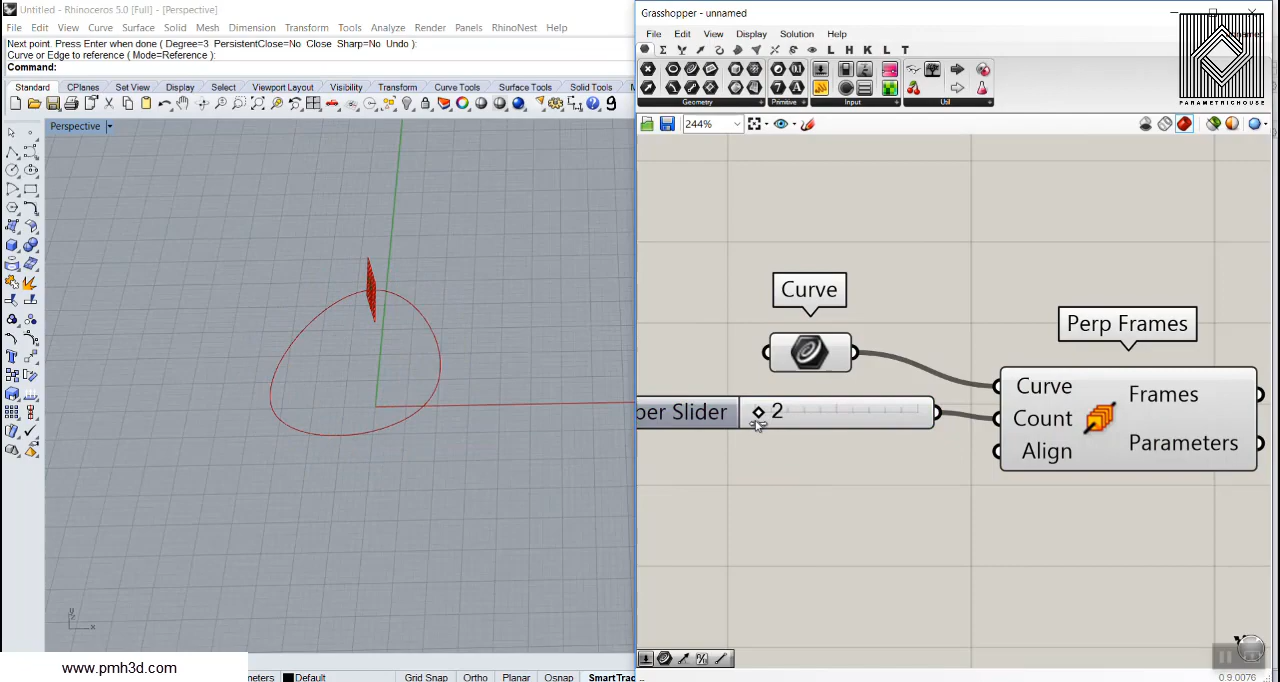 Untitled - Rhinoceros 5.0 [Full] - [Perspective]
File Edit View Curve Surface Solid Mesh Dimension Transform Tools Analyze Render Panels RhinoNest Help
Next point. Press Enter when done ( Degree=3 PersistentClose=No Close Sharp=No Undo ):
Curve or Edge to reference ( Mode=Reference ):
Command:
Standard CPlanes Set View Display Select Viewport Layout Visibility Transform Curve Tools Surface Tools Solid Tools
Perspective
Grasshopper - unnamed
File Edit View Display Solution Help
L H K L T
Geometry Primitive Input Util
PARAMETRICHOUSE
244%
Curve
Perp Frames
Curve
Count
Align
Frames
Parameters
per Slider
2
y
x
www.pmh3d.com
meters Default Grid Snap Ortho Planar Osnap SmartTrac
0.9.0076